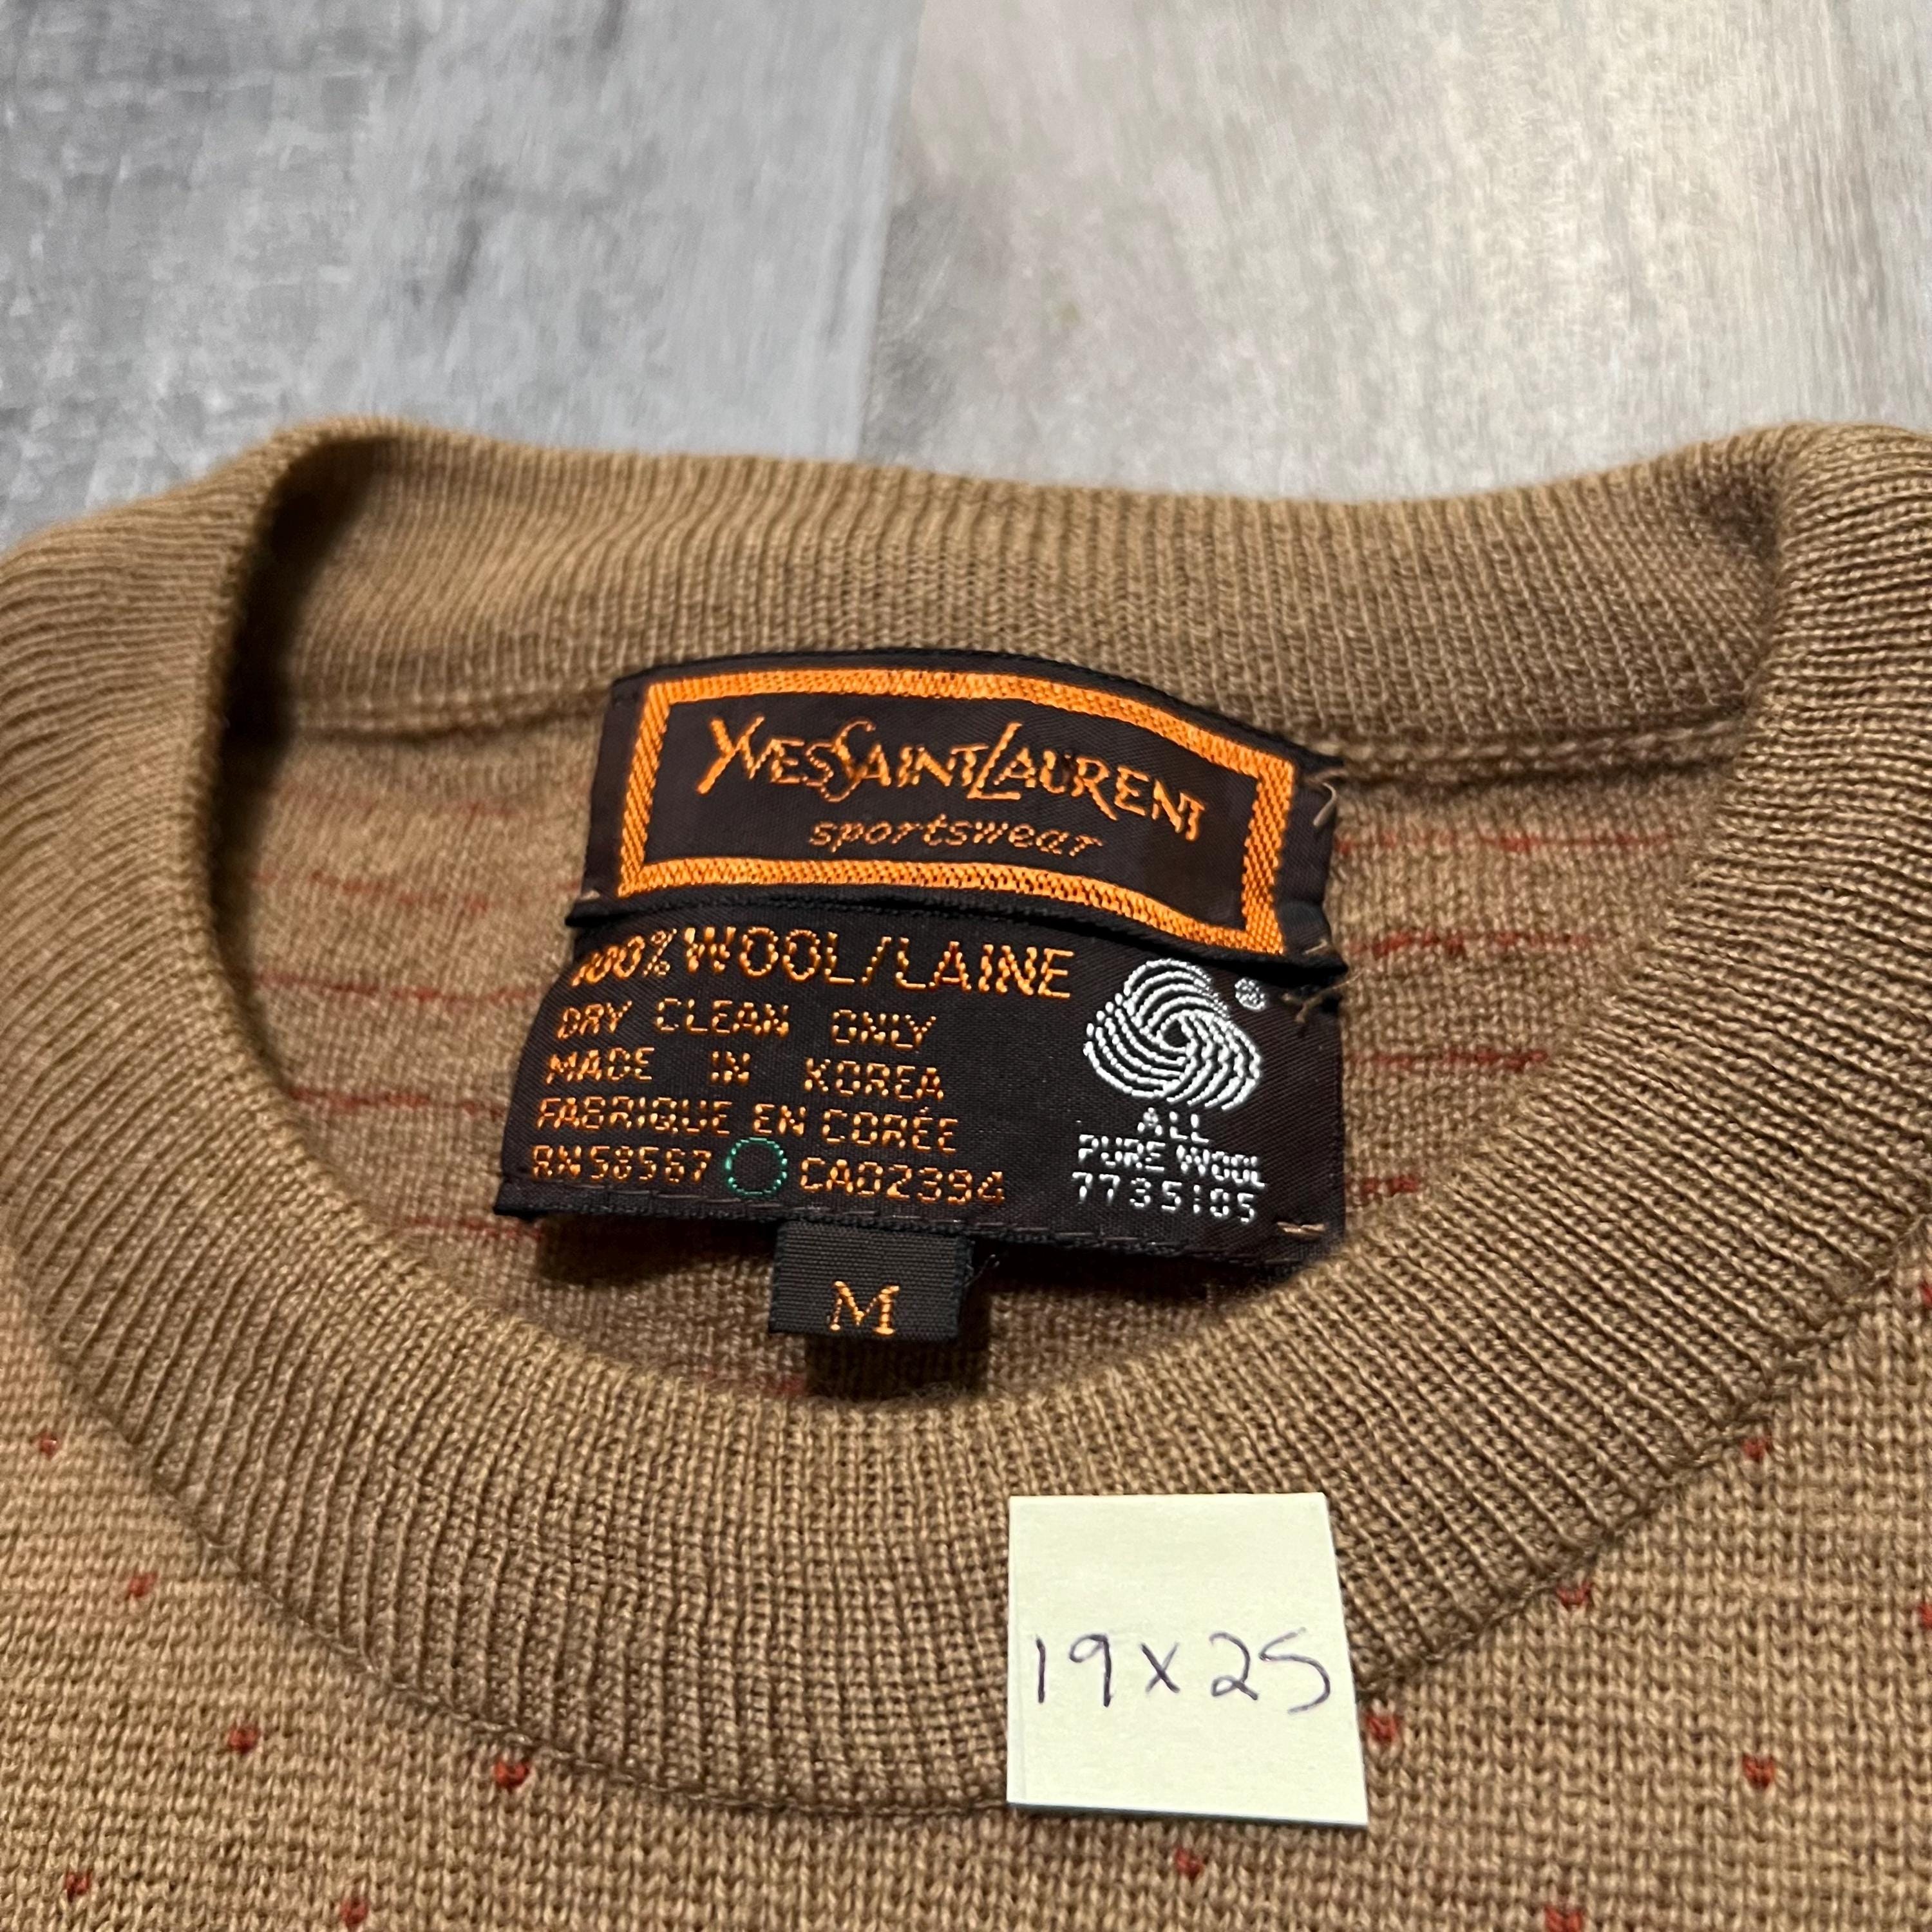 YVESSAINTLAURENT
sportswear
100% WOOL/LAINE
DRY CLEAN ONLY
MADE IN KOREA
FABRIQUE EN CORÉE
RN58567 CA02394
®
ALL
PURE WOOL
7735105
M
19x25